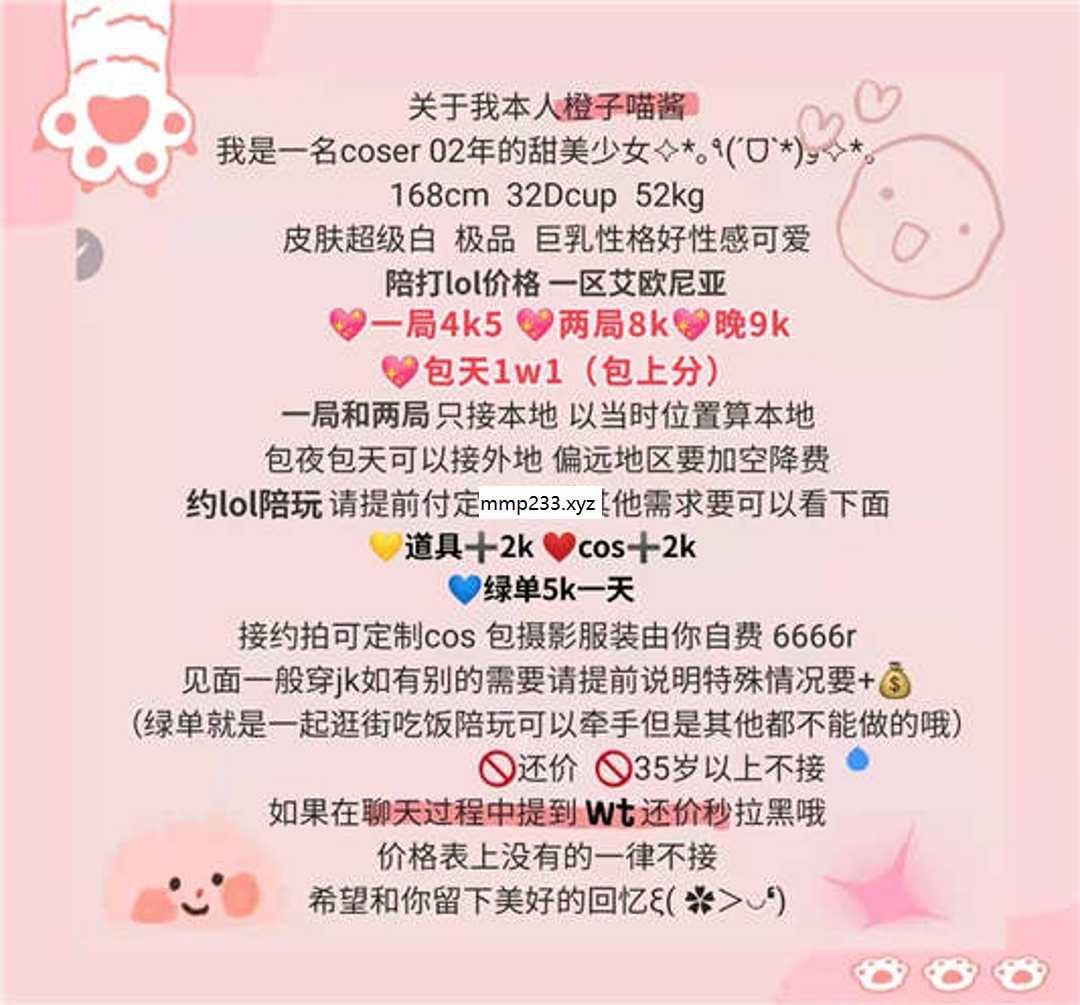 关于我本人橙子喵酱
我是一名coser 02年的甜美少女✧*｡٩(ˊᗜˋ*)و✧*｡
168cm 32Dcup 52kg
皮肤超级白 极品 巨乳性格好性感可爱
陪打lol价格 一区艾欧尼亚
💖一局4k5 💖两局8k💖晚9k
💖包天1w1（包上分）
一局和两局只接本地 以当时位置算本地
包夜包天可以接外地 偏远地区要加空降费
约lol陪玩 请提前付定 mmp233.xyz 其他需求要可以看下面
💛道具➕2k ❤️cos➕2k
💙绿单5k一天
接约拍可定制cos 包摄影服装由你自费 6666r
见面一般穿jk如有别的需要请提前说明特殊情况要+💰
（绿单就是一起逛街吃饭陪玩可以牵手但是其他都不能做的哦）
🚫还价 🚫35岁以上不接
如果在聊天过程中提到 Wt 还价秒拉黑哦
价格表上没有的一律不接
希望和你留下美好的回忆ξ( ✿＞◡❛)